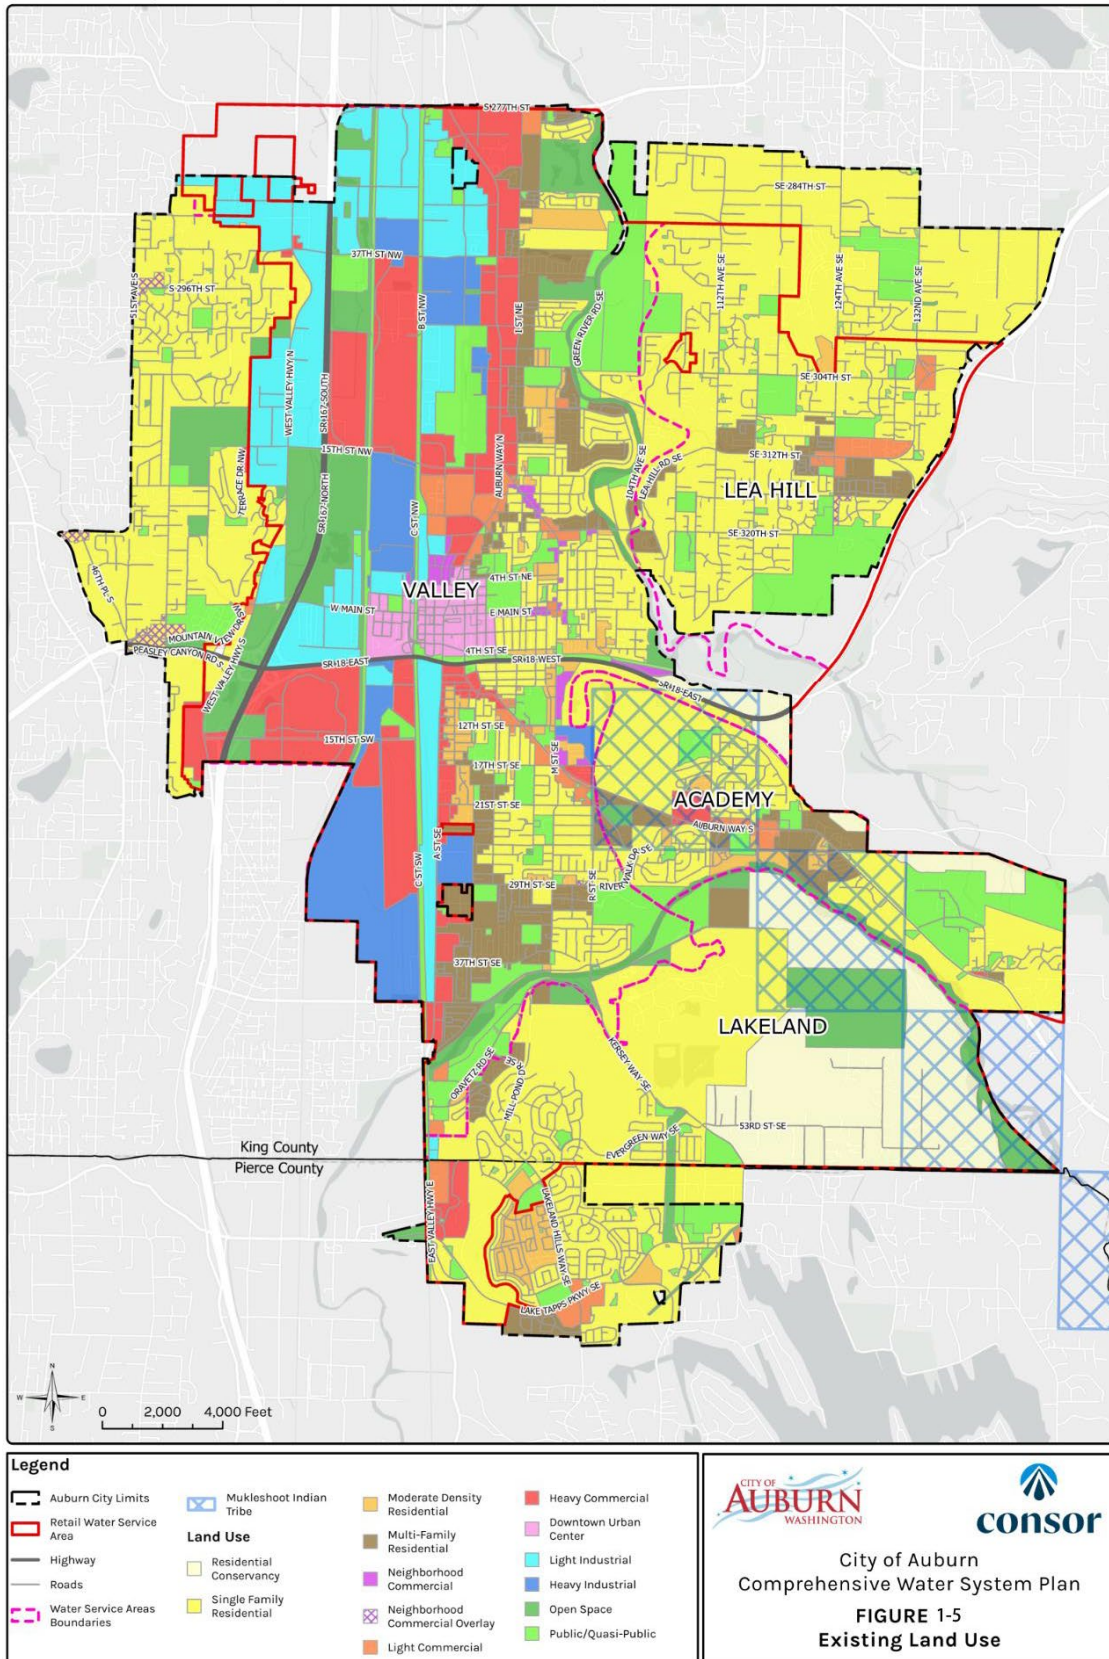 S 277TH ST
SE 284TH ST
37TH ST NW
S 296TH ST
51ST AVE S
B ST NW
I ST NE
GREEN RIVER RD SE
112TH AVE SE
124TH AVE SE
132ND AVE SE
WEST VALLEY HWY N
SR 167 SOUTH
SE 304TH ST
15TH ST NW
AUBURN WAY N
SE 312TH ST
TERRACE DR NW
SR 167 NORTH
104TH AVE SE
LEA HILL RD SE
LEA HILL
C ST NW
SE 320TH ST
46TH PL S
VALLEY
4TH ST NE
W MAIN ST
E MAIN ST
MOUNTAIN VIEW DR SW
PEASLEY CANYON RD S
4TH ST SE
SR 18 EAST
SR 18 WEST
SR 18 EAST
WEST VALLEY HWY S
12TH ST SE
15TH ST SW
M ST SE
17TH ST SE
ACADEMY
21ST ST SE
AUBURN WAY S
A ST SE
C ST SW
29TH ST SE
R ST SE
RIVER WALK DR SE
37TH ST SE
LAKELAND
ORAVETZ RD SE
MILL POND DR SE
KERSEY WAY SE
53RD ST SE
EVERGREEN WAY SE
King County
Pierce County
EAST VALLEY HWY E
LAKELAND HILLS WAY SE
LAKE TAPPS PKWY SE
N
W E
S
0 2,000 4,000 Feet
Legend
Auburn City Limits
Retail Water Service
Area
Highway
Roads
Water Service Areas
Boundaries
Mukleshoot Indian
Tribe
Land Use
Residential
Conservancy
Single Family
Residential
Moderate Density
Residential
Multi-Family
Residential
Neighborhood
Commercial
Neighborhood
Commercial Overlay
Light Commercial
Heavy Commercial
Downtown Urban
Center
Light Industrial
Heavy Industrial
Open Space
Public/Quasi-Public
CITY OF
AUBURN
WASHINGTON
consor
City of Auburn
Comprehensive Water System Plan
FIGURE 1-5
Existing Land Use